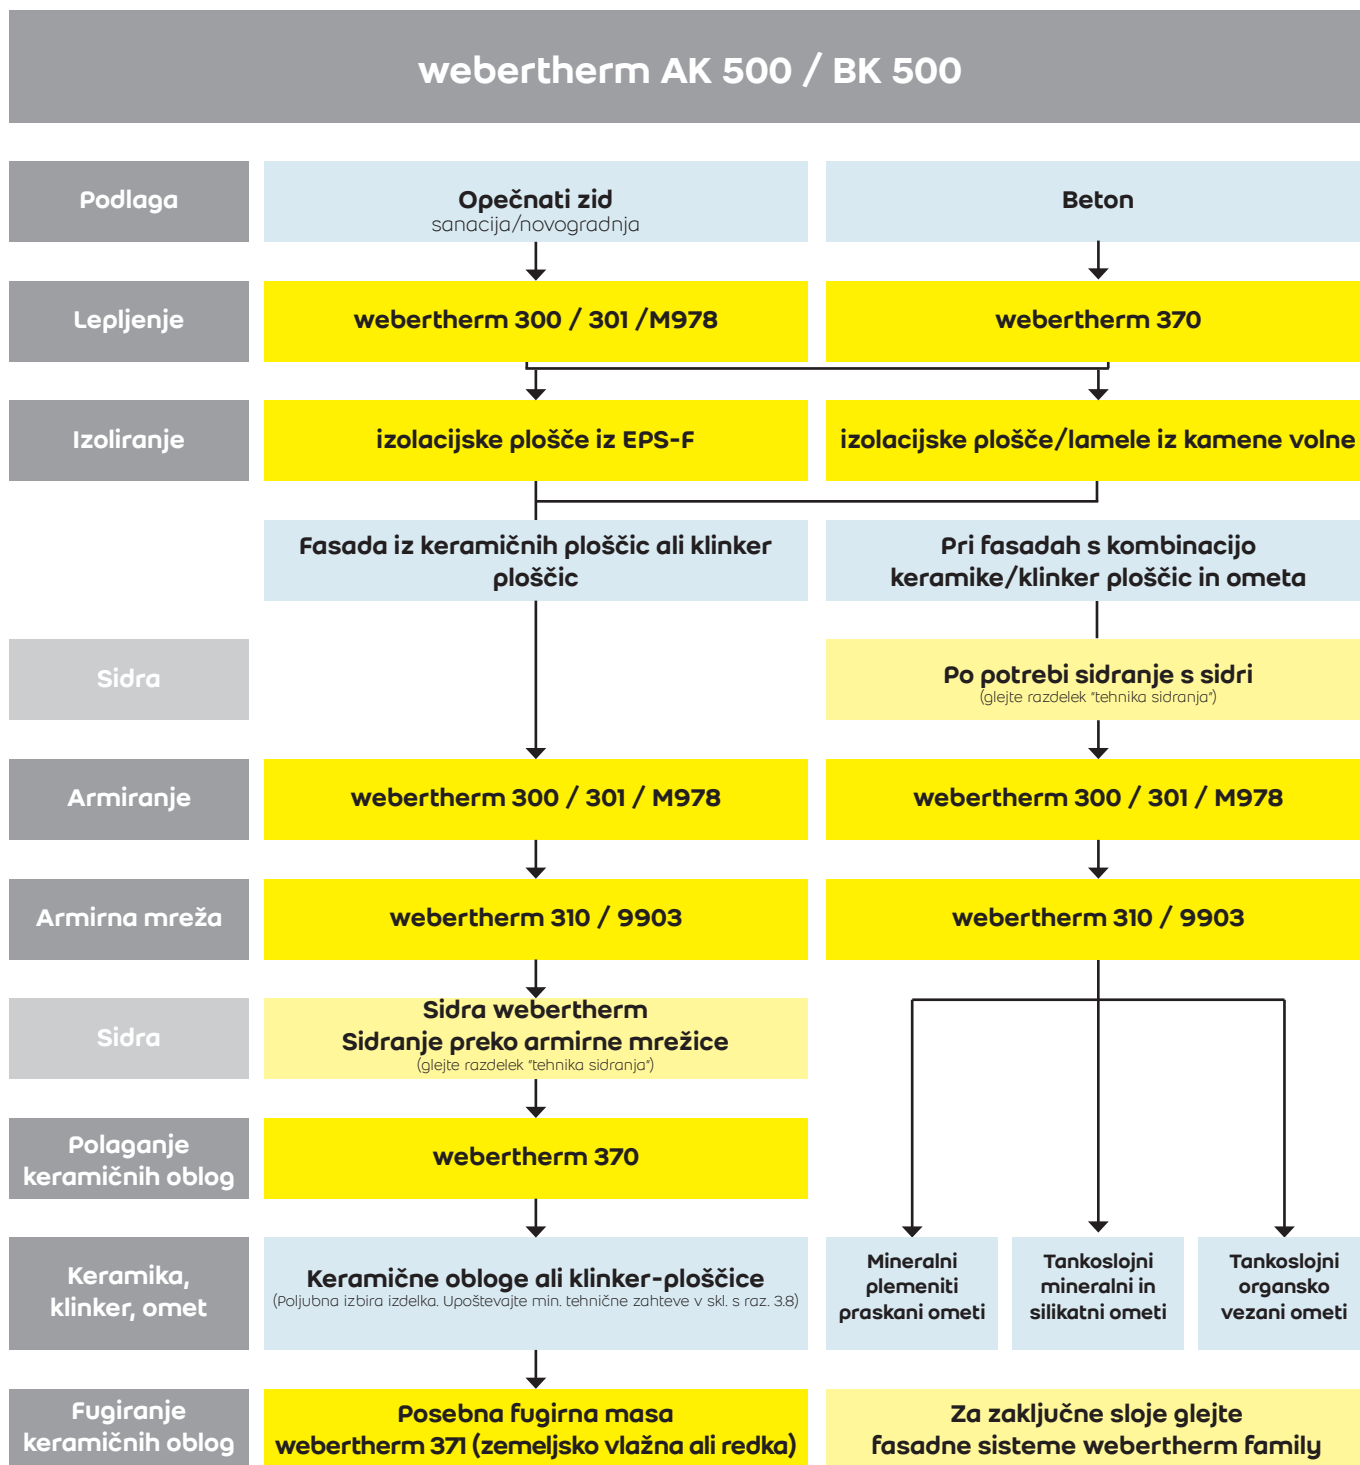 webertherm AK 500 / BK 500
Podlaga
Opečnati zid
sanacija/novogradnja
Beton
Lepljenje
webertherm 300 / 301 /M978
webertherm 370
Izoliranje
izolacijske plošče iz EPS-F
izolacijske plošče/lamele iz kamene volne
Fasada iz keramičnih ploščic ali klinker
ploščic
Pri fasadah s kombinacijo
keramike/klinker ploščic in ometa
Sidra
Po potrebi sidranje s sidri
(glejte razdelek "tehnika sidranja")
Armiranje
webertherm 300 / 301 / M978
webertherm 300 / 301 / M978
Armirna mreža
webertherm 310 / 9903
webertherm 310 / 9903
Sidra
Sidra webertherm
Sidranje preko armirne mrežice
(glejte razdelek "tehnika sidranja")
Polaganje
keramičnih oblog
webertherm 370
Keramika,
klinker, omet
Keramične obloge ali klinker-ploščice
(Poljubna izbira izdelka. Upoštevajte min. tehnične zahteve v skl. s raz. 3.8)
Mineralni
plemeniti
praskani ometi
Tankoslojni
mineralni in
silikatni ometi
Tankoslojni
organsko
vezani ometi
Fugiranje
keramičnih oblog
Posebna fugirna masa
webertherm 371 (zemeljsko vlažna ali redka)
Za zaključne sloje glejte
fasadne sisteme webertherm family